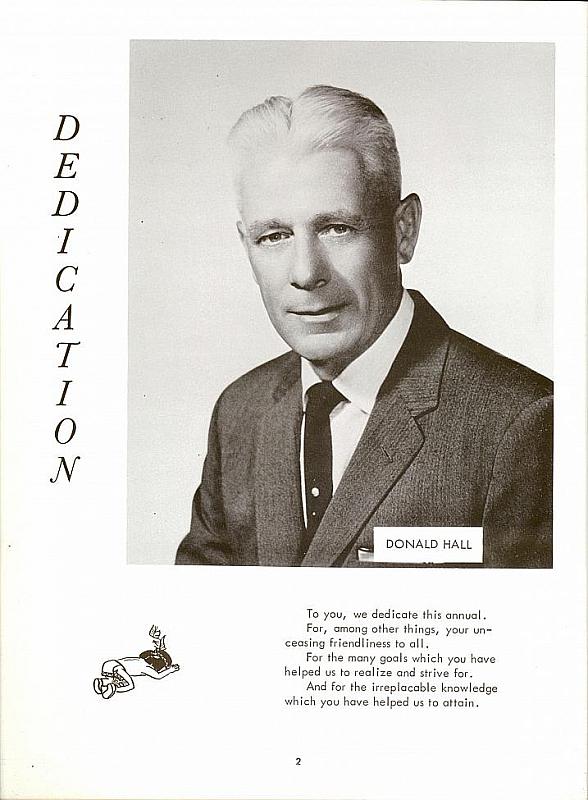 DEDICATION
DONALD HALL
To you, we dedicate this annual.
For, among other things, your un-
ceasing friendliness to all.
For the many goals which you have
helped us to realize and strive for.
And for the irreplacable knowledge
which you have helped us to attain.
2